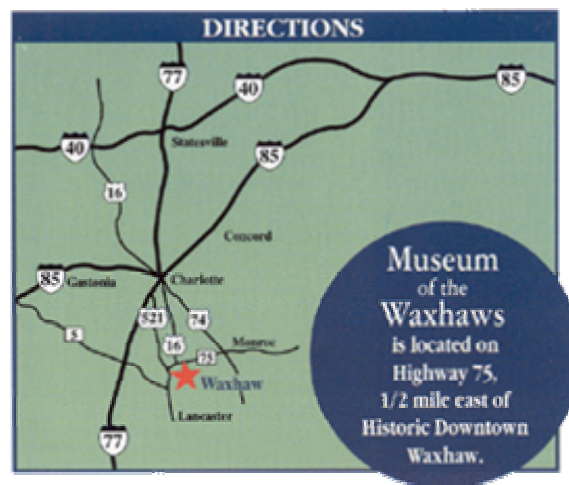 DIRECTIONS
77
40
85
40
Statesville
85
16
Concord
85
Gastonia
Charlotte
521
74
5
16
75
Monroe
Waxhaw
Lancaster
77
Museum
of the
Waxhaws
is located on
Highway 75,
1/2 mile east of
Historic Downtown
Waxhaw.